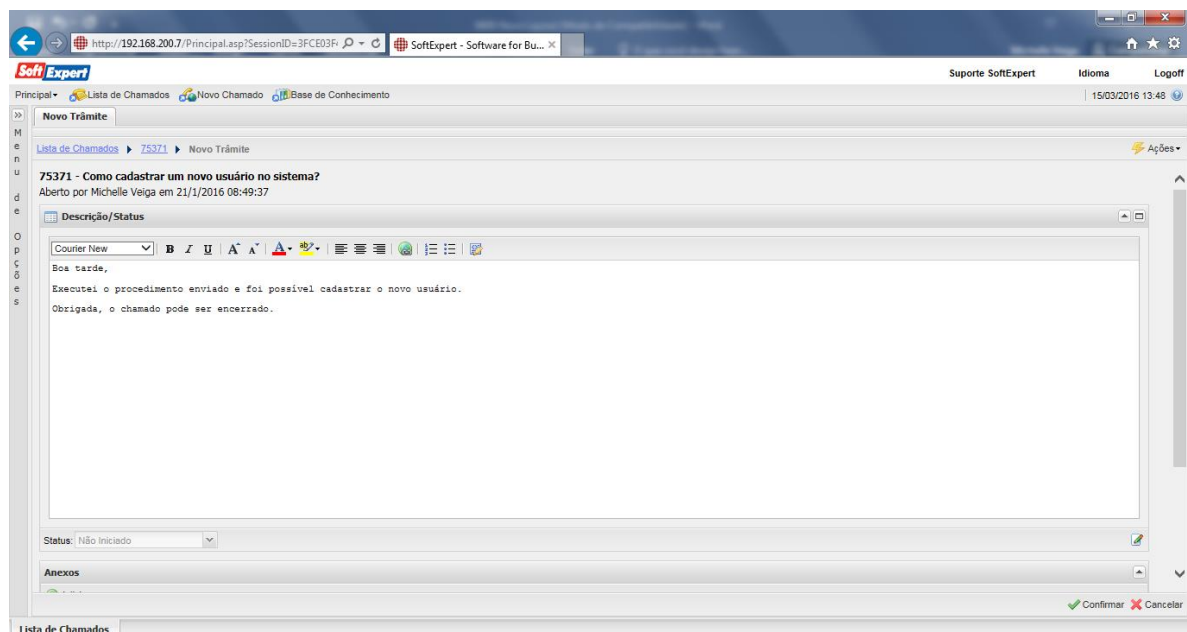 http://192.168.200.7/Principal.asp?SessionID=3FCE03F
SoftExpert - Software for Bu...
Soft Expert
Suporte SoftExpert Idioma Logoff
Principal Lista de Chamados Novo Chamado Base de Conhecimento
15/03/2016 13:48
Novo Trâmite
Menu de Opções
Lista de Chamados 75371 Novo Trâmite
Ações
75371 - Como cadastrar um novo usuário no sistema?
Aberto por Michelle Veiga em 21/1/2016 08:49:37
Descrição/Status
Courier New B I U A A A ab
Boa tarde,
Executei o procedimento enviado e foi possível cadastrar o novo usuário.
Obrigada, o chamado pode ser encerrado.
Status: Não Iniciado
Anexos
Confirmar Cancelar
Lista de Chamados